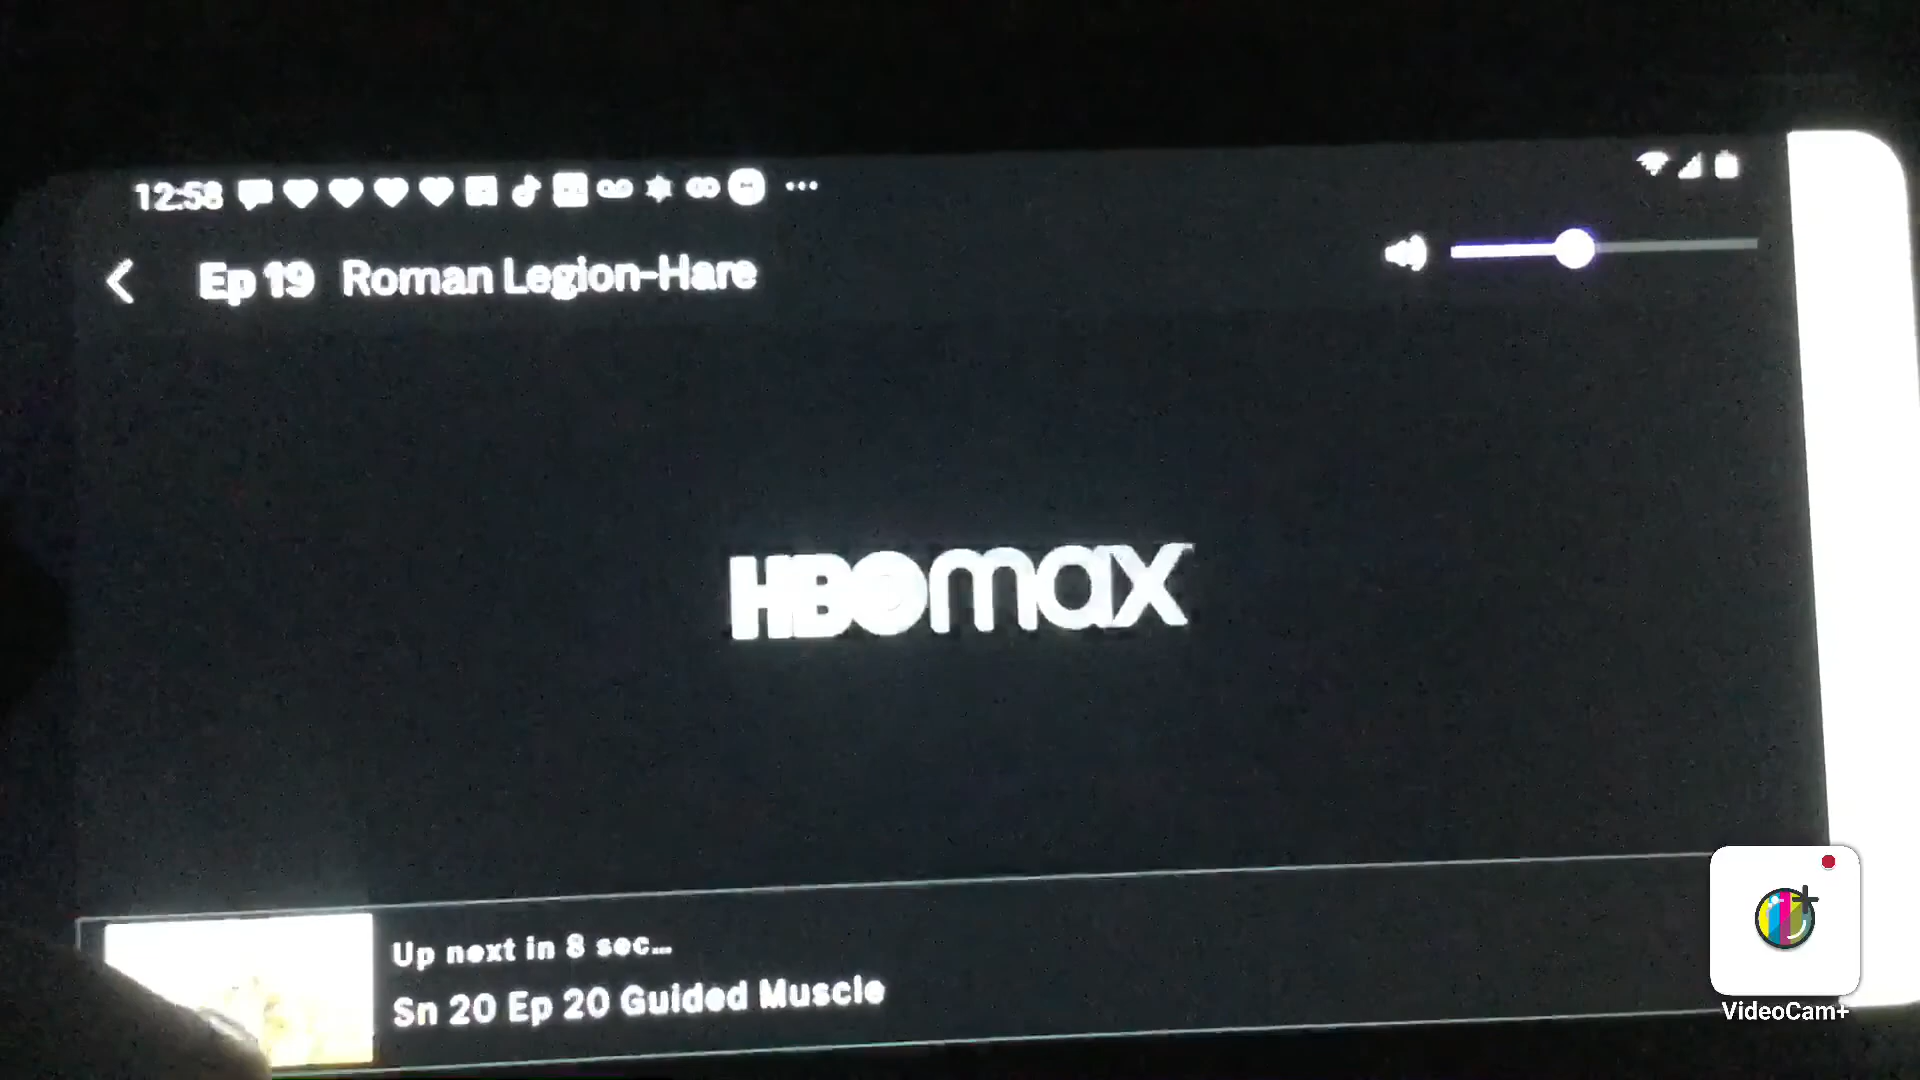 12:58
Ep 19 Roman Legion-Hare
HBOmax
Up next in 8 sec...
Sn 20 Ep 20 Guided Muscle
VideoCam+